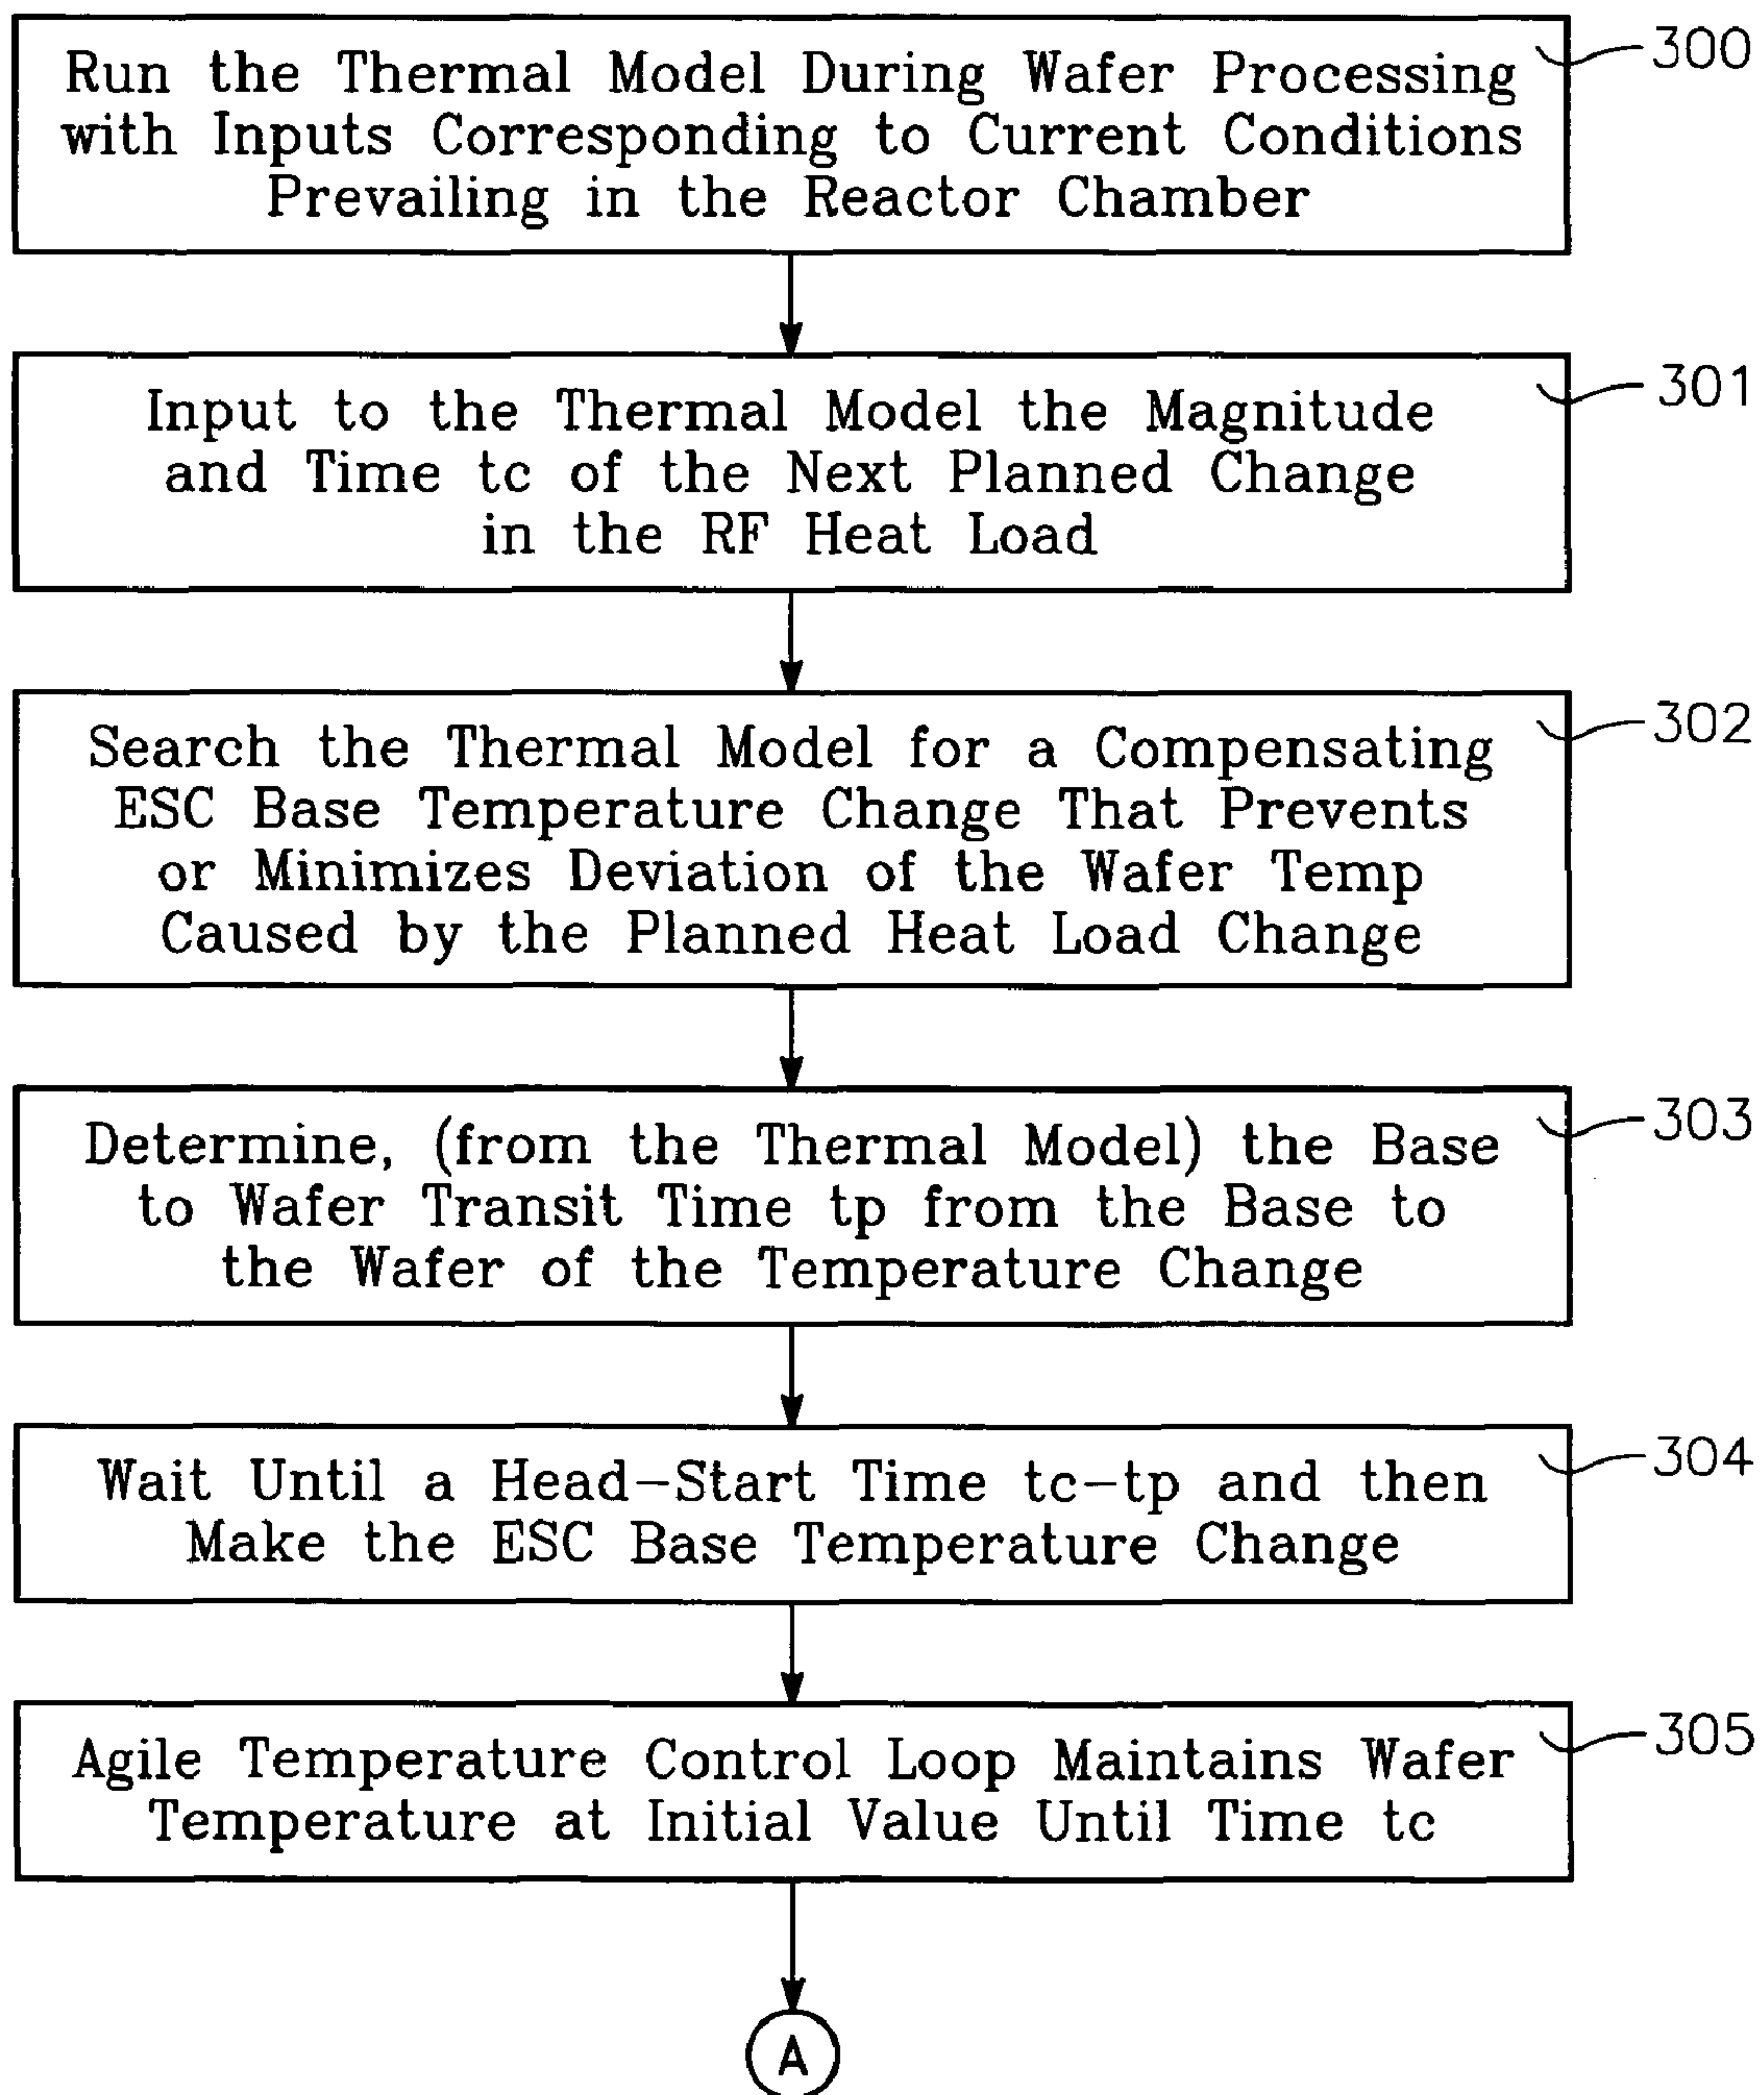 Run the Thermal Model During Wafer Processing
with Inputs Corresponding to Current Conditions
Prevailing in the Reactor Chamber
300
Input to the Thermal Model the Magnitude
and Time tc of the Next Planned Change
in the RF Heat Load
301
Search the Thermal Model for a Compensating
ESC Base Temperature Change That Prevents
or Minimizes Deviation of the Wafer Temp
Caused by the Planned Heat Load Change
302
Determine, (from the Thermal Model) the Base
to Wafer Transit Time tp from the Base to
the Wafer of the Temperature Change
303
Wait Until a Head-Start Time tc-tp and then
Make the ESC Base Temperature Change
304
Agile Temperature Control Loop Maintains Wafer
Temperature at Initial Value Until Time tc
305
A